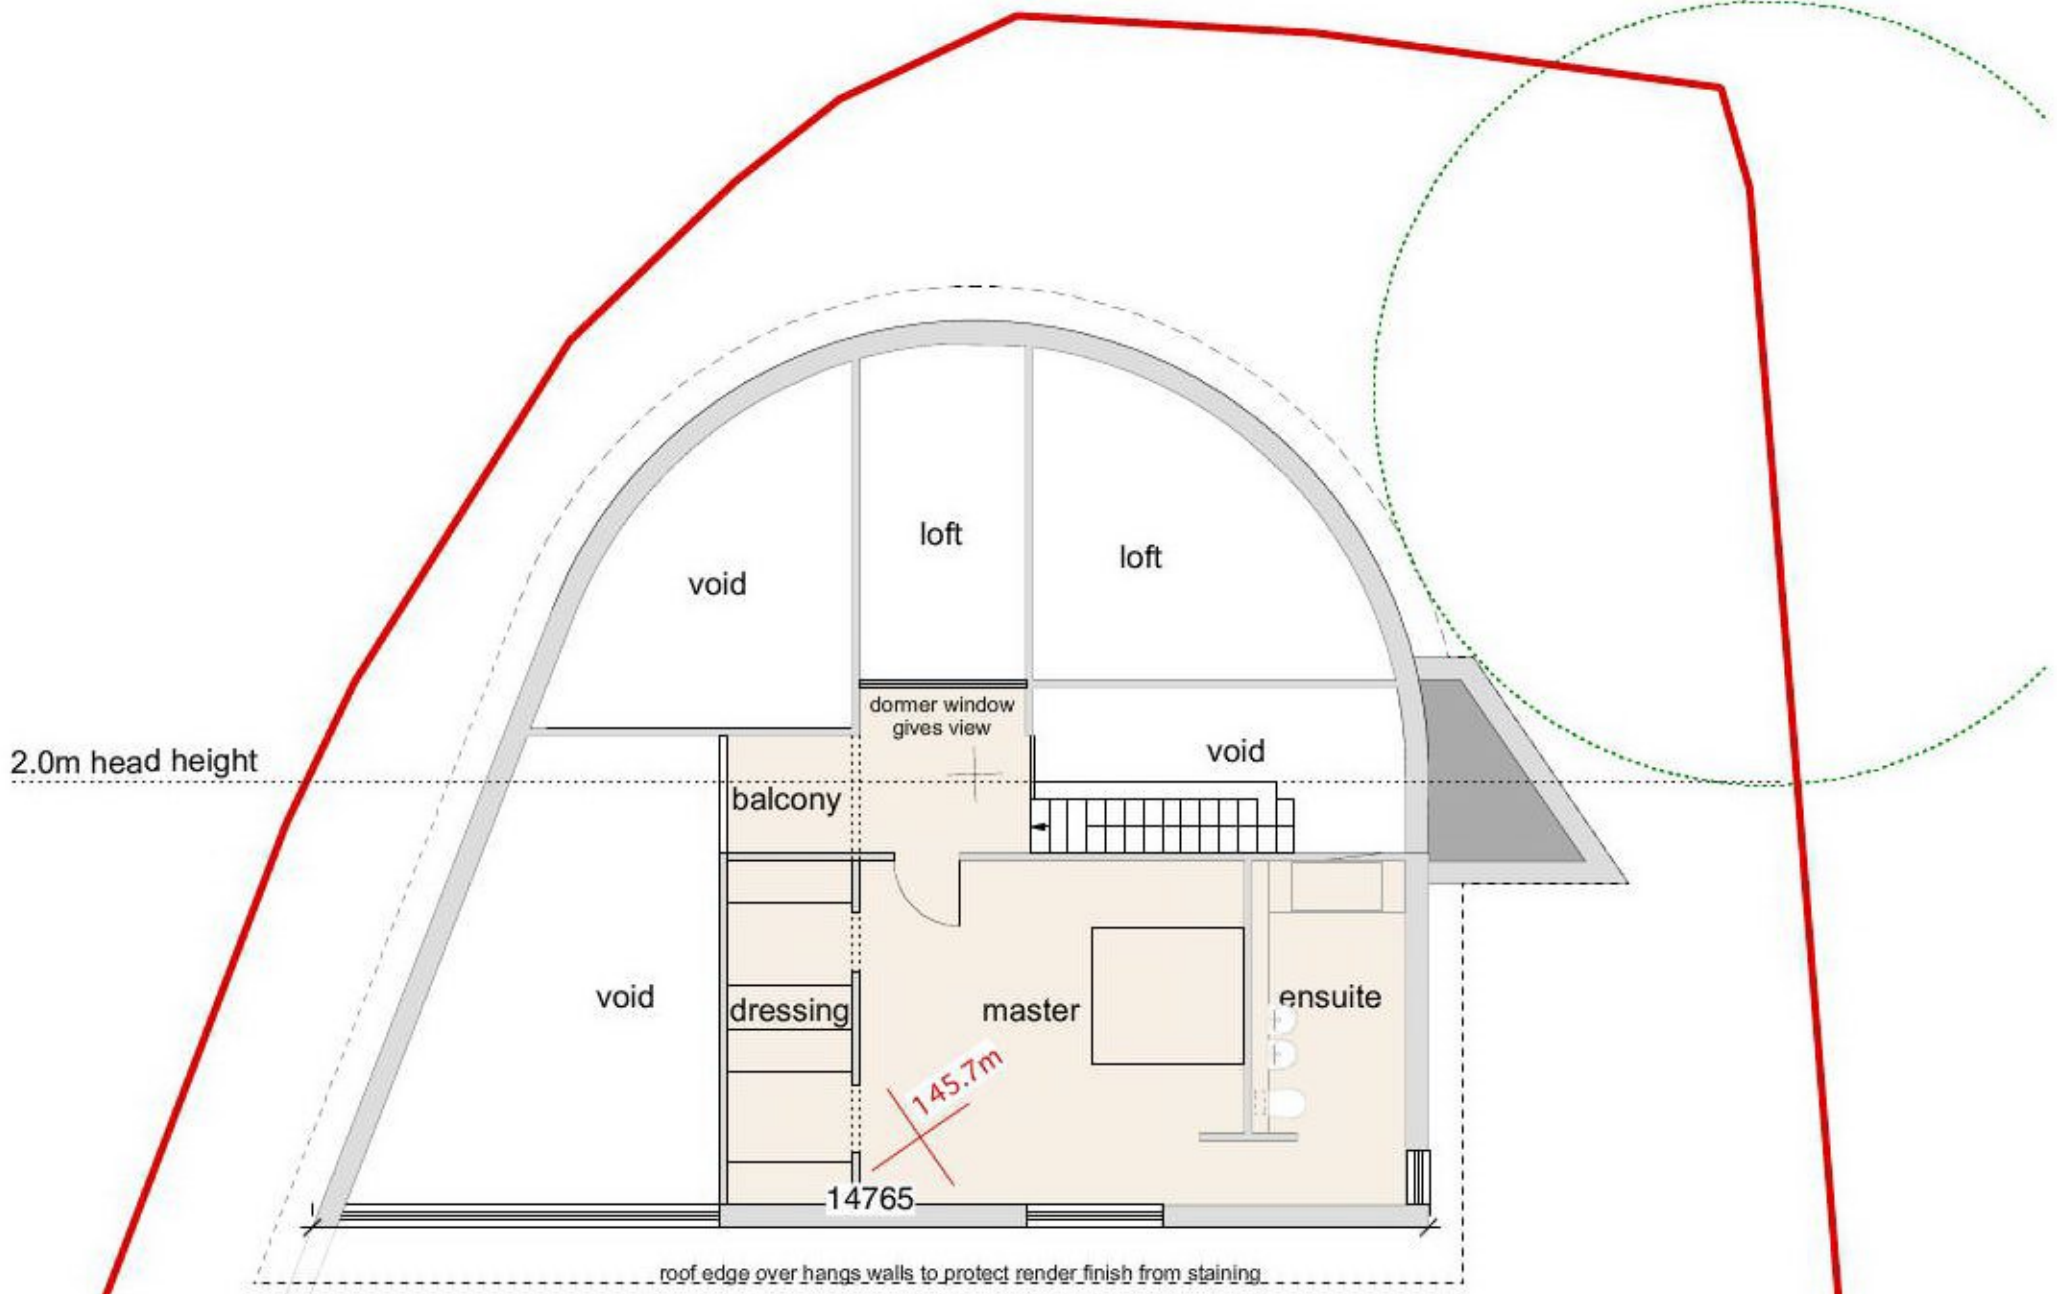 loft
loft
void
dormer window
gives view
void
2.0m head height
balcony
void
dressing
master
ensuite
145.7m
14765
roof edge over hangs walls to protect render finish from staining